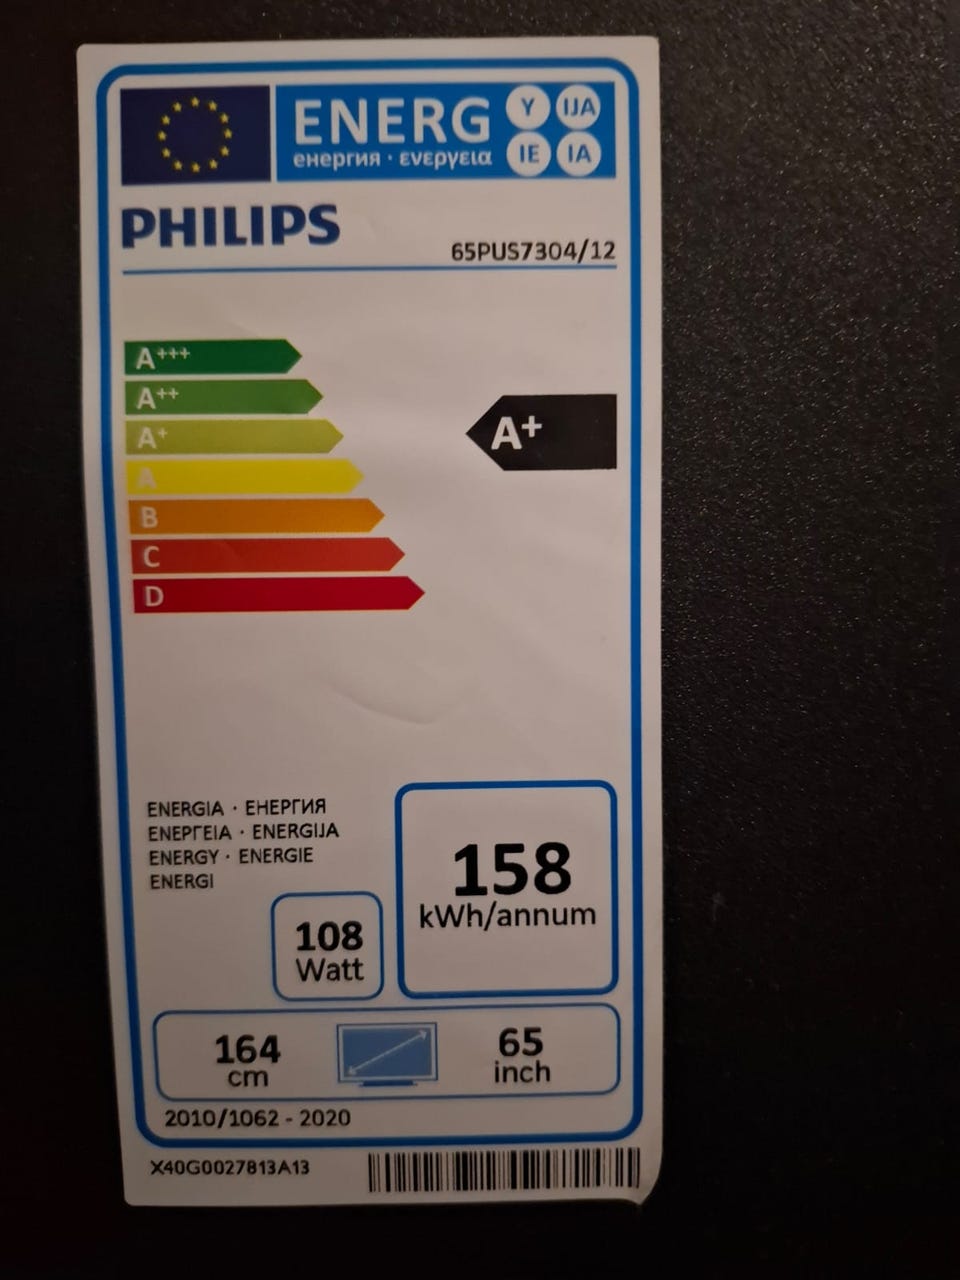 ENERG Y IJA
енергия · ενεργεια IE IA
PHILIPS
65PUS7304/12
A+++
A++
A+
A
B
C
D
A+
ENERGIA · ЕНЕРГИЯ
ΕΝΕΡΓΕΙΑ · ENERGIJA
ENERGY · ENERGIE
ENERGI
158
kWh/annum
108
Watt
164
cm
65
inch
2010/1062 - 2020
X40G0027813A13